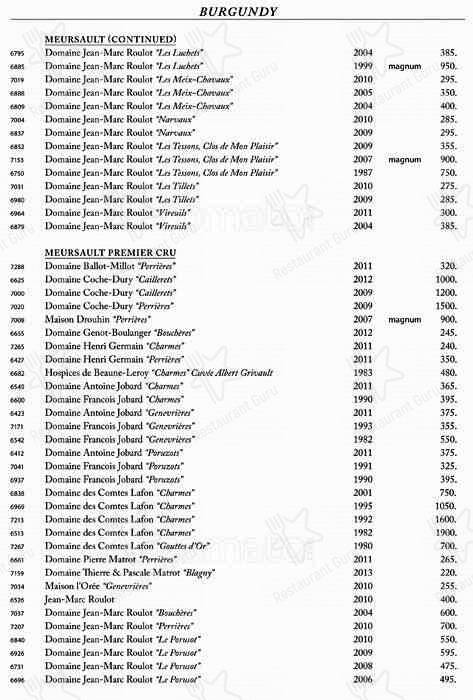 BURGUNDY
MEURSAULT (CONTINUED)
6795 Domaine Jean-Marc Roulot "Les Luchets" 2004 385.
6885 Domaine Jean-Marc Roulot "Les Luchets" 1999 magnum 950.
7019 Domaine Jean-Marc Roulot "Les Meix-Chavaux" 2010 295.
6888 Domaine Jean-Marc Roulot "Les Meix-Chavaux" 2005 350.
6809 Domaine Jean-Marc Roulot "Les Meix-Chavaux" 2004 400.
7004 Domaine Jean-Marc Roulot "Narvaux" 2010 285.
6837 Domaine Jean-Marc Roulot "Narvaux" 2009 295.
6852 Domaine Jean-Marc Roulot "Les Tessons, Clos de Mon Plaisir" 2009 355.
7153 Domaine Jean-Marc Roulot "Les Tessons, Clos de Mon Plaisir" 2007 magnum 900.
6750 Domaine Jean-Marc Roulot "Les Tessons, Clos de Mon Plaisir" 1987 750.
7031 Domaine Jean-Marc Roulot "Les Tillets" 2010 275.
6980 Domaine Jean-Marc Roulot "Les Tillets" 2009 285.
6964 Domaine Jean-Marc Roulot "Vireuils" 2011 300.
6879 Domaine Jean-Marc Roulot "Vireuils" 2004 385.
MEURSAULT PREMIER CRU
7288 Domaine Ballot-Millot "Perrières" 2011 320.
6625 Domaine Coche-Dury "Caillerets" 2012 1000.
7000 Domaine Coche-Dury "Caillerets" 2009 1200.
7020 Domaine Coche-Dury "Perrières" 2009 1500.
7008 Maison Drouhin "Perrières" 2007 magnum 900.
6655 Domaine Genot-Boulanger "Bouchères" 2012 245.
7265 Domaine Henri Germain "Charmes" 2011 240.
6427 Domaine Henri Germain "Perrières" 2011 350.
6682 Hospices de Beaune-Leroy "Charmes" Cuvée Albert Grivault 1983 480.
6549 Domaine Antoine Jobard "Charmes" 2011 365.
6600 Domaine Francois Jobard "Charmes" 1990 395.
6423 Domaine Antoine Jobard "Genevrières" 2011 375.
7171 Domaine Francois Jobard "Genevrières" 1993 355.
6542 Domaine Francois Jobard "Genevrières" 1982 550.
6412 Domaine Antoine Jobard "Poruzots" 2011 375.
7041 Domaine Francois Jobard "Poruzots" 1991 325.
6937 Domaine Francois Jobard "Poruzots" 1990 395.
6838 Domaine des Comtes Lafon "Charmes" 2001 750.
6969 Domaine des Comtes Lafon "Charmes" 1995 1050.
7213 Domaine des Comtes Lafon "Charmes" 1992 1600.
6513 Domaine des Comtes Lafon "Charmes" 1982 1900.
7267 Domaine des Comtes Lafon "Gouttes d'Or" 1980 700.
6661 Domaine Pierre Matrot "Perrières" 2011 265.
7159 Domaine Thierry & Pascale Matrot "Blagny" 2013 220.
7034 Maison l'Orée "Genevrières" 2010 255.
6526 Jean-Marc Roulot 2010 400.
7037 Domaine Jean-Marc Roulot "Bouchères" 2004 600.
7207 Domaine Jean-Marc Roulot "Perrières" 2010 700.
6840 Domaine Jean-Marc Roulot "Le Porusot" 2010 550.
6926 Domaine Jean-Marc Roulot "Le Porusot" 2009 595.
6731 Domaine Jean-Marc Roulot "Le Porusot" 2008 475.
6696 Domaine Jean-Marc Roulot "Le Porusot" 2006 495.